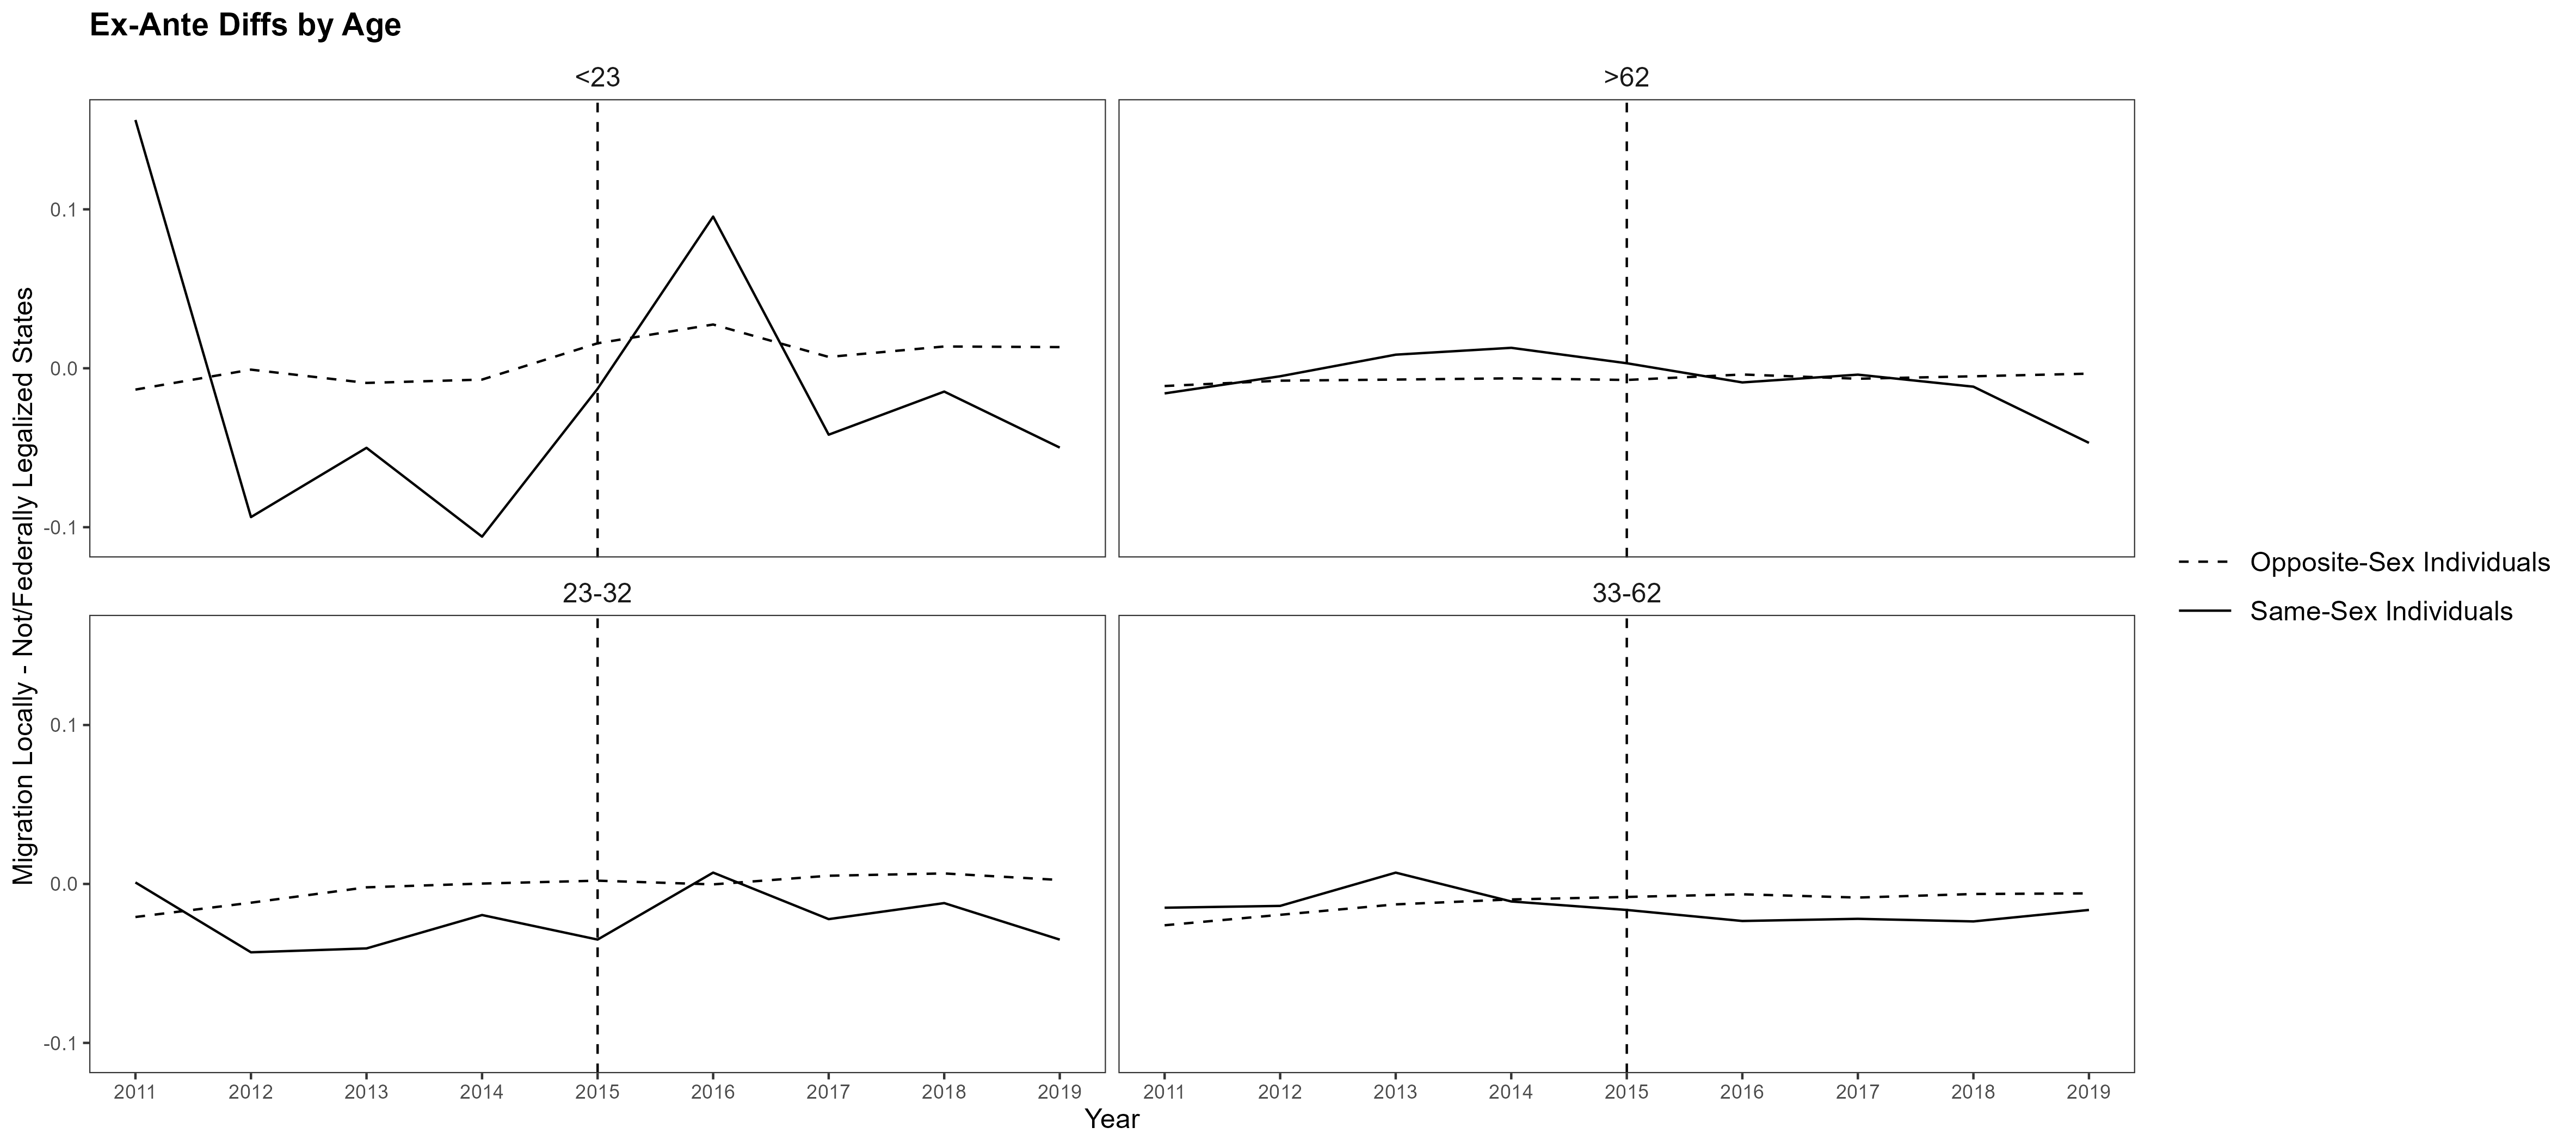 Ex-Ante Diffs by Age
<23
>62
0.1
0.0
-0.1
23-32
33-62
0.1
0.0
-0.1
2011 2012 2013 2014 2015 2016 2017 2018 2019
2011 2012 2013 2014 2015 2016 2017 2018 2019
Year
Migration Locally - Not/Federally Legalized States
Opposite-Sex Individuals
Same-Sex Individuals